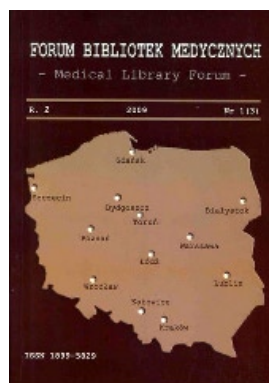 FORUM BIBLIOTEK MEDYCZNYCH
- Medical Library Forum -
R. 2 2009 Nr 1(3)
Gdańsk
Szczecin
Bydgoszcz
Białystok
Toruń
Poznań
Warszawa
Łódź
Wrocław
Lublin
Katowice
Kraków
ISSN 1899-5829